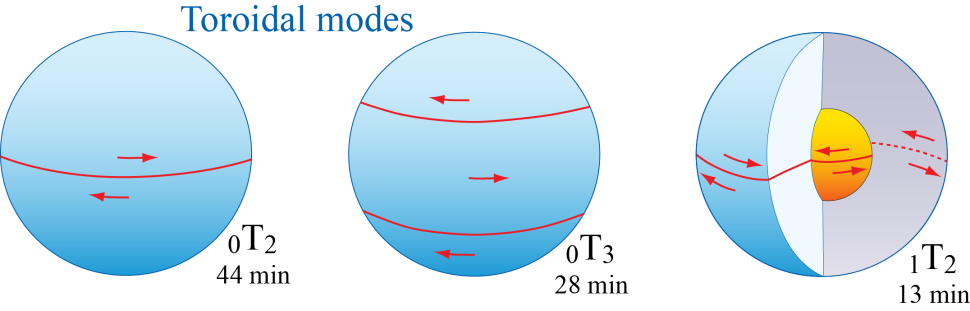 Toroidal modes
₀T₂
44 min
₀T₃
28 min
₁T₂
13 min